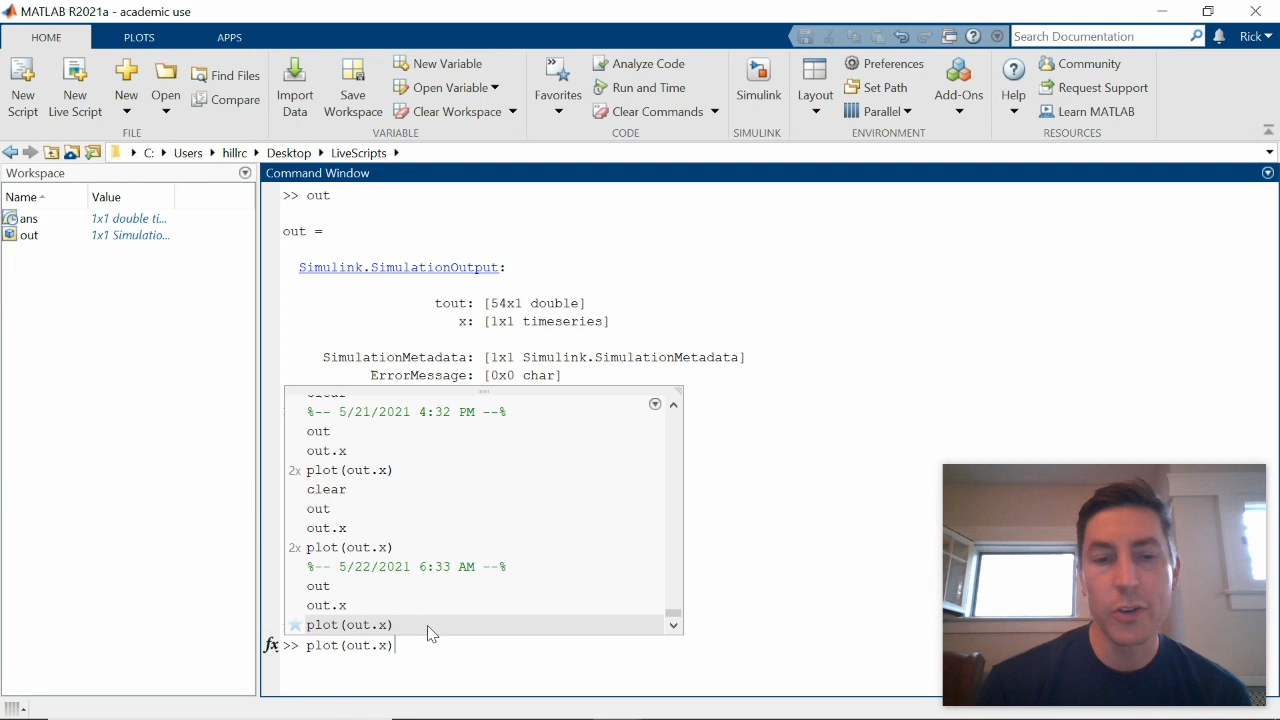 MATLAB R2021a - academic use
HOME PLOTS APPS
Search Documentation
Rick
New Script
New Live Script
New
Open
Find Files
Compare
FILE
Import Data
Save Workspace
New Variable
Open Variable
Clear Workspace
VARIABLE
Favorites
Analyze Code
Run and Time
Clear Commands
CODE
Simulink
SIMULINK
Layout
Preferences
Set Path
Parallel
ENVIRONMENT
Add-Ons
Help
Community
Request Support
Learn MATLAB
RESOURCES
C: Users hillrc Desktop LiveScripts
Workspace
Name Value
ans 1x1 double ti...
out 1x1 Simulatio...
Command Window
>> out
out =
Simulink.SimulationOutput:
tout: [54x1 double]
x: [1x1 timeseries]
SimulationMetadata: [1x1 Simulink.SimulationMetadata]
ErrorMessage: [0x0 char]
clear
%-- 5/21/2021 4:32 PM --%
out
out.x
2x plot(out.x)
clear
out
out.x
2x plot(out.x)
%-- 5/22/2021 6:33 AM --%
out
out.x
plot(out.x)
fx >> plot(out.x)